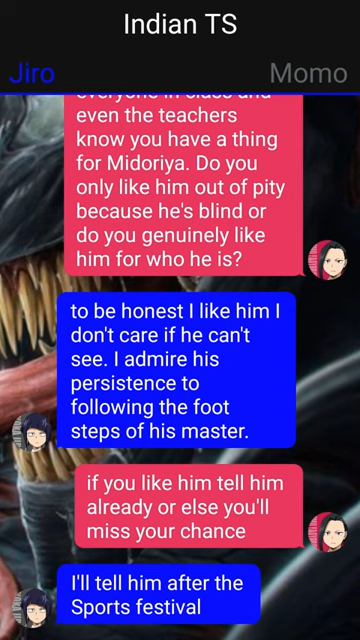 Indian TS
Jiro Momo
everyone in class and
even the teachers
know you have a thing
for Midoriya. Do you
only like him out of pity
because he's blind or
do you genuinely like
him for who he is?
to be honest I like him I
don't care if he can't
see. I admire his
persistence to
following the foot
steps of his master.
if you like him tell him
already or else you'll
miss your chance
I'll tell him after the
Sports festival